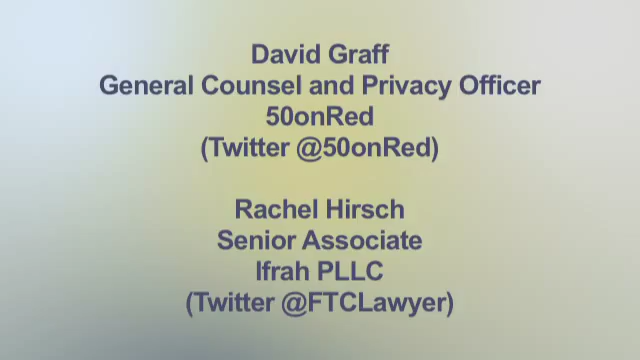 David Graff
General Counsel and Privacy Officer
50onRed
(Twitter @50onRed)
Rachel Hirsch
Senior Associate
Ifrah PLLC
(Twitter @FTCLawyer)